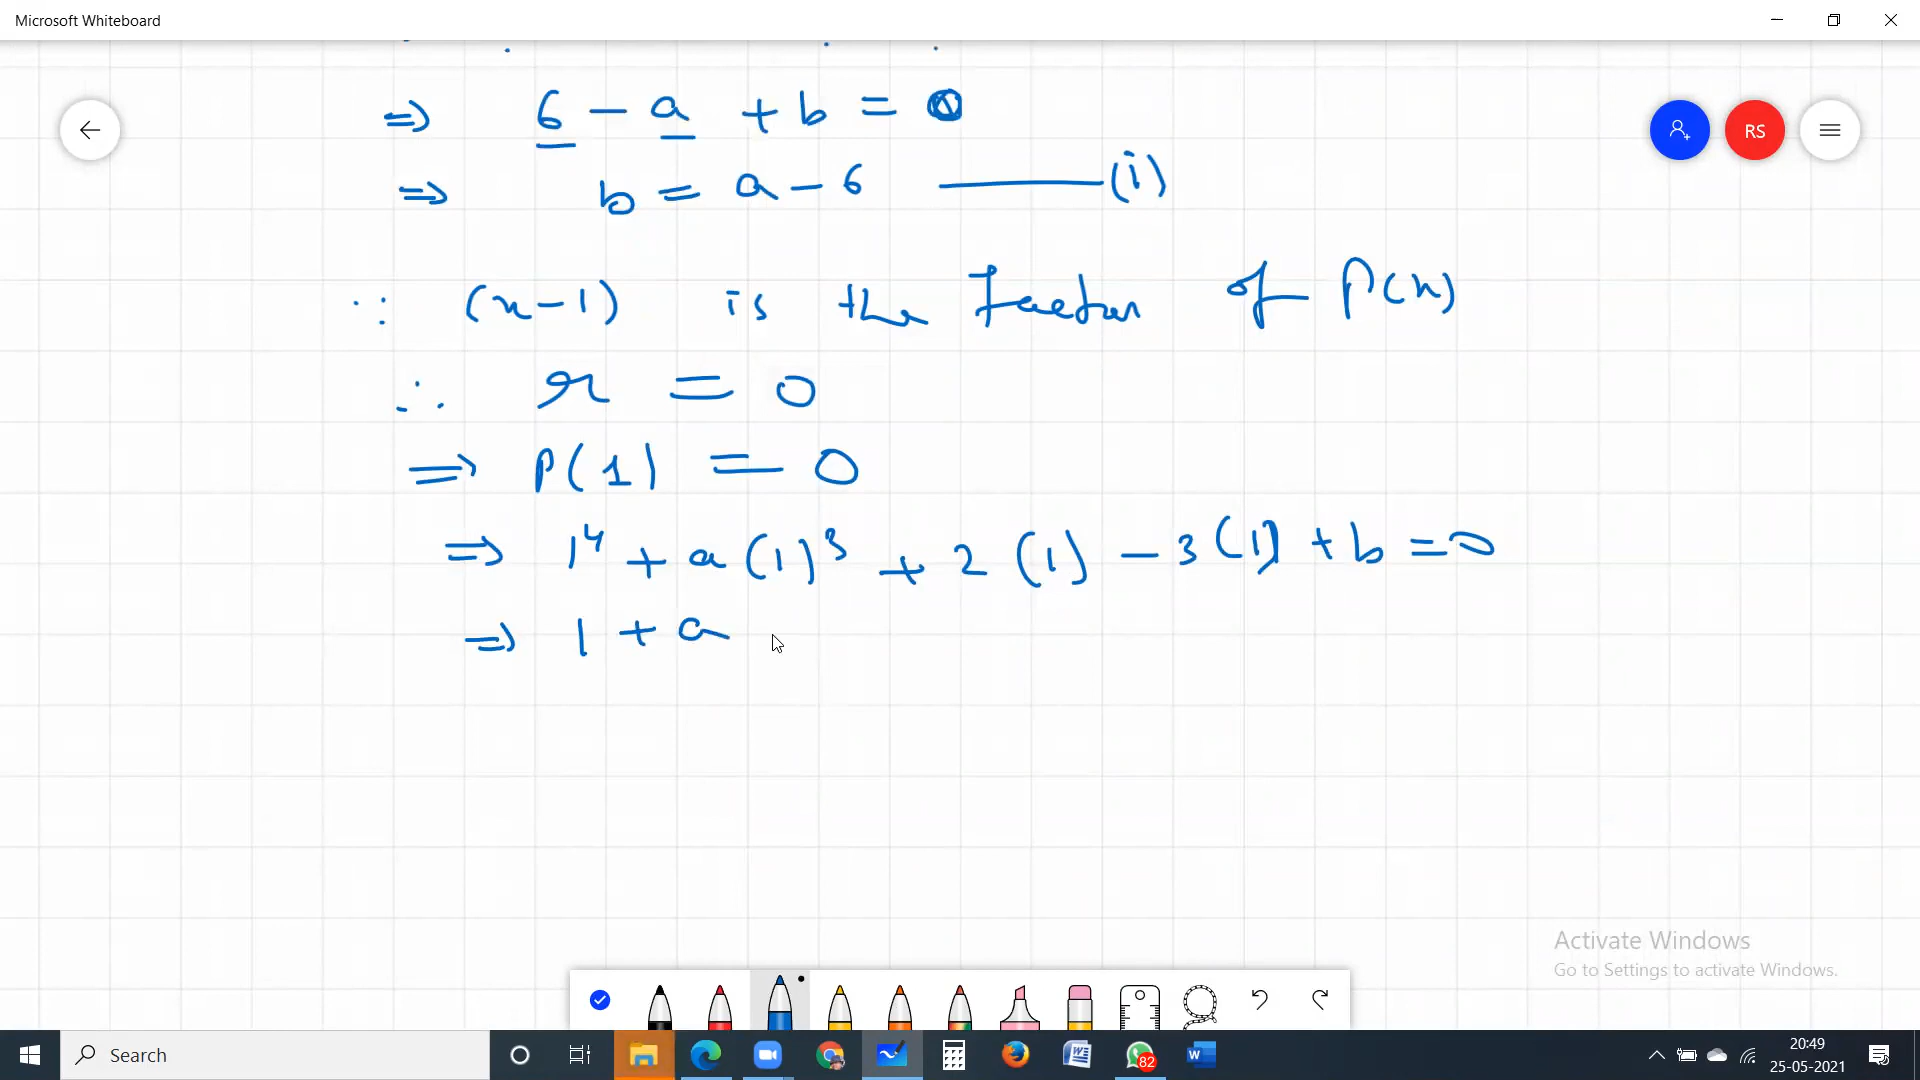 Microsoft Whiteboard
⇒ 6 - a + b = 0
RS
⇒ b = a - 6 ——— (i)
∵ (x-1) is the Factor of P(x)
∴ r = 0
⇒ P(1) = 0
⇒ 1⁴ + a(1)³ + 2(1) - 3(1) + b = 0
⇒ 1 + a
Activate Windows
Go to Settings to activate Windows.
Search
82
20:49
25-05-2021